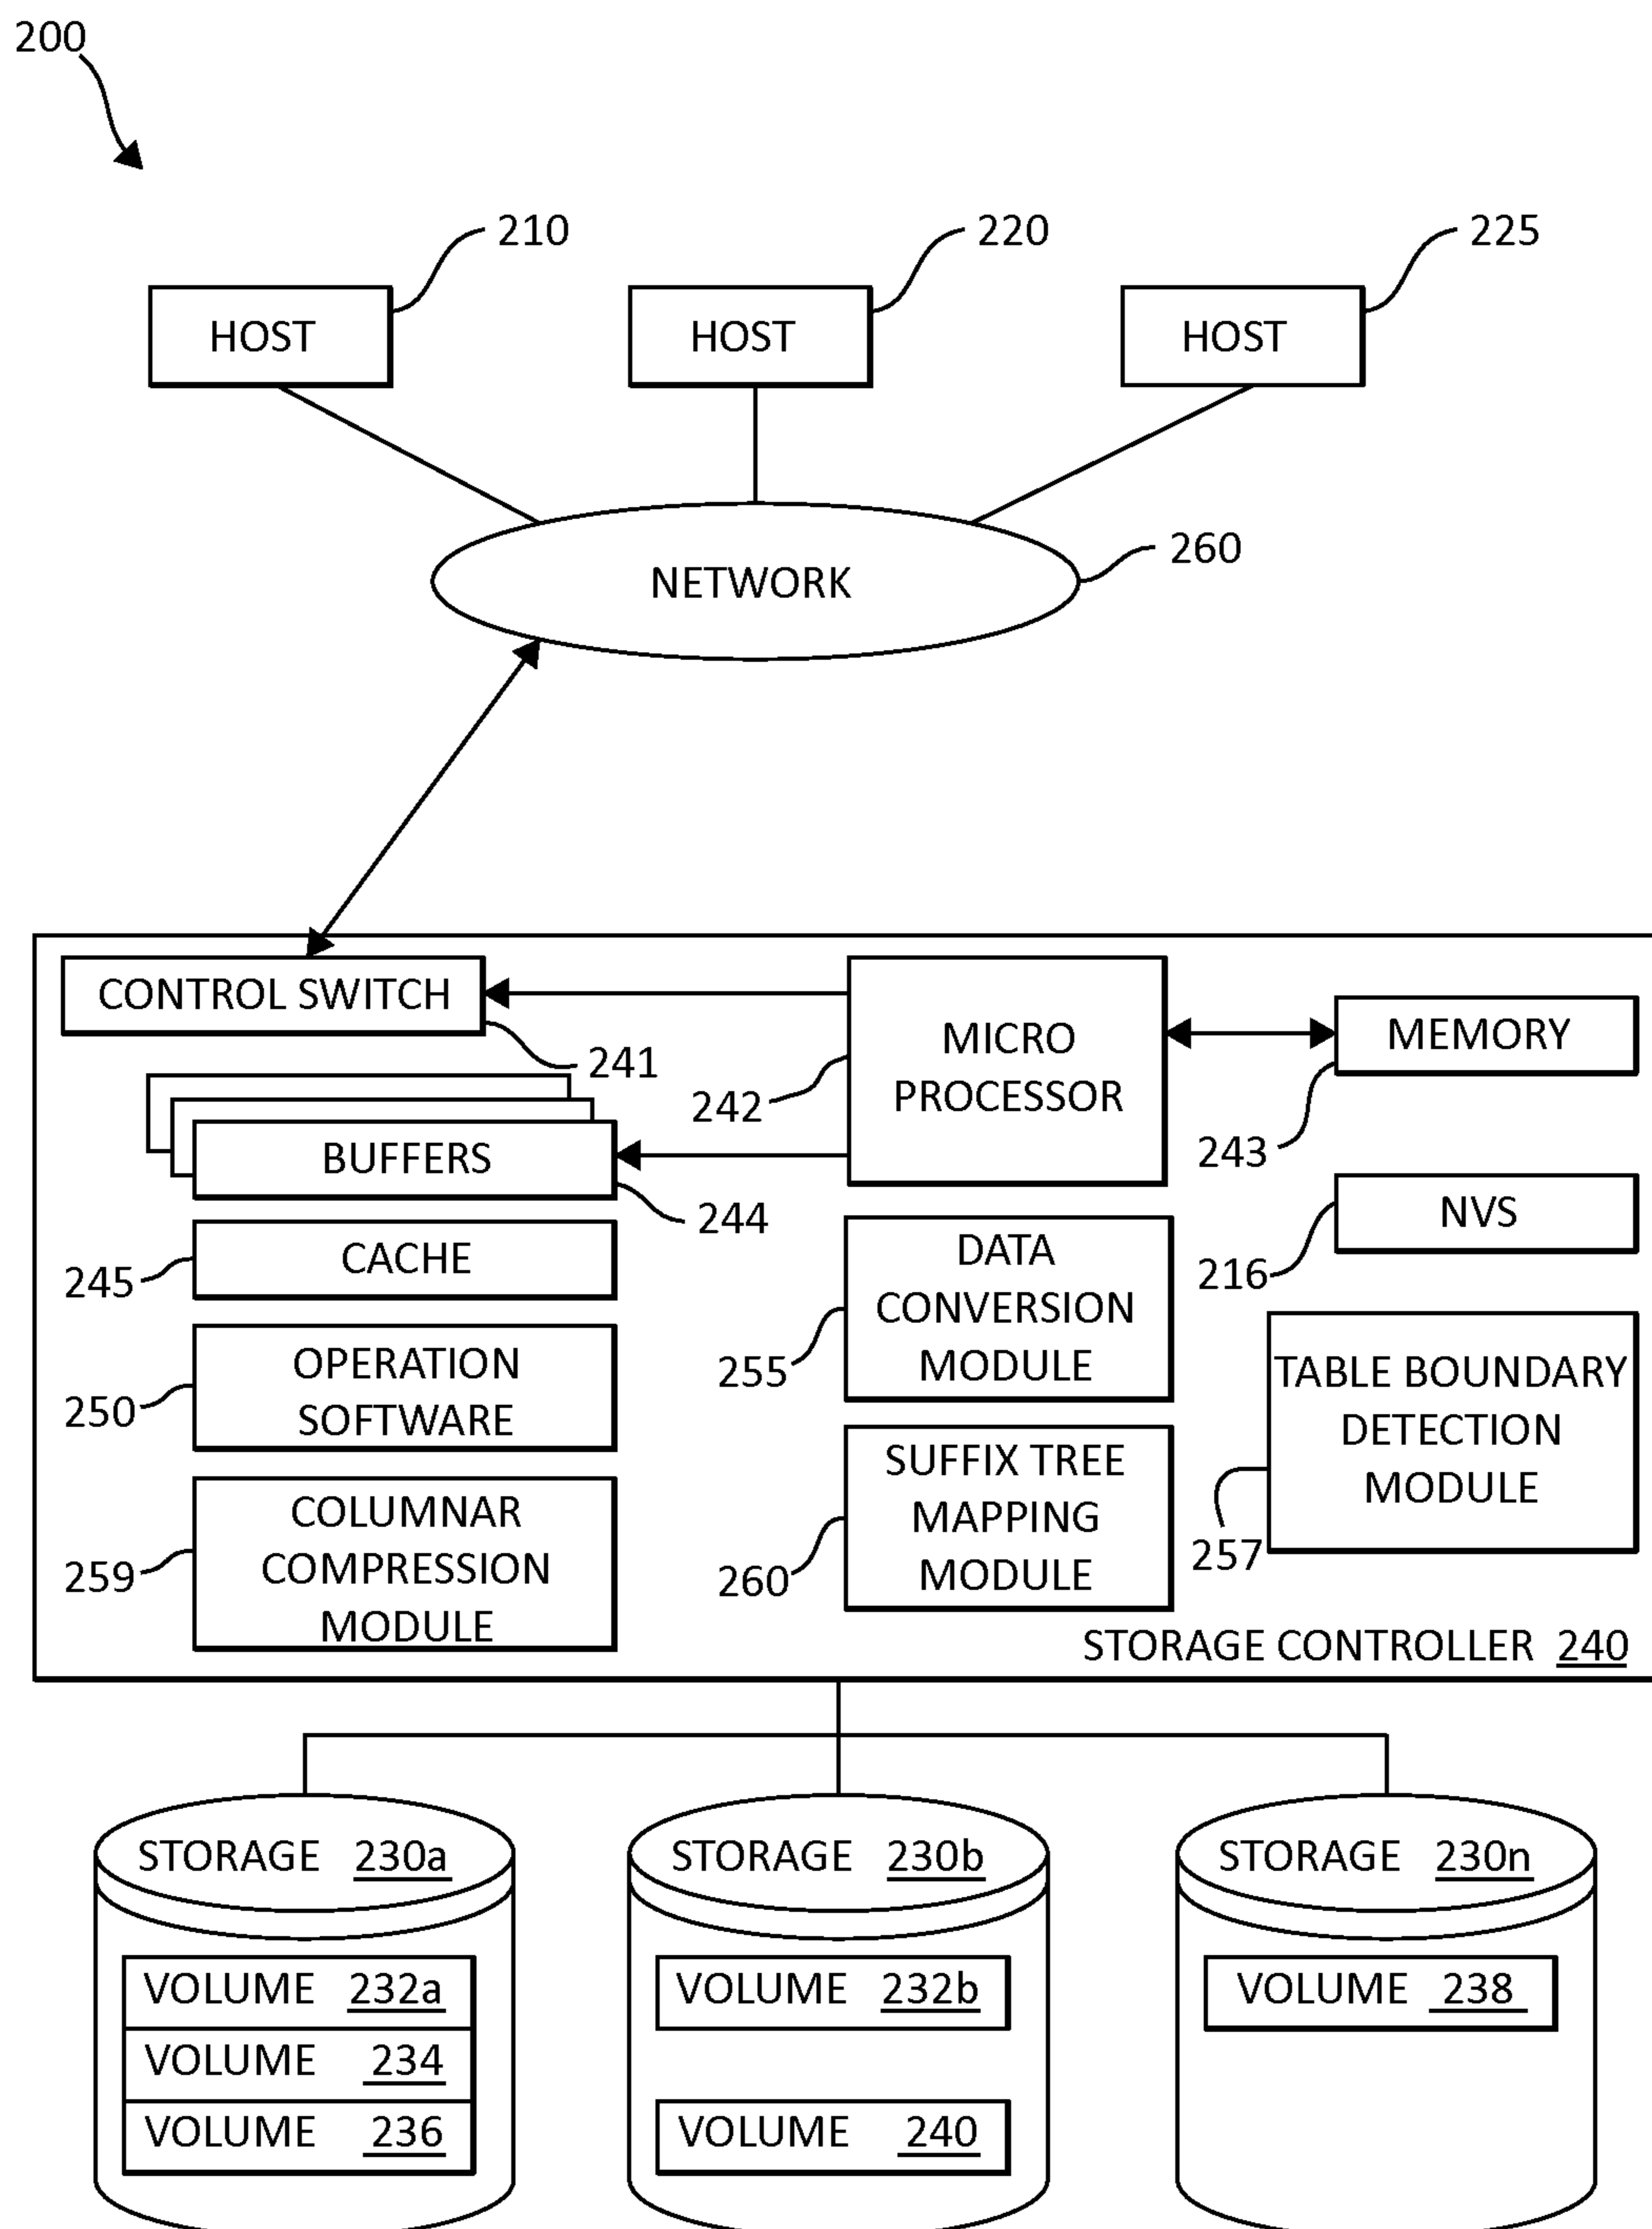 200
210
220
225
HOST
HOST
HOST
260
NETWORK
CONTROL SWITCH
241
MICRO
PROCESSOR
242
MEMORY
243
BUFFERS
244
NVS
216
CACHE
245
DATA
CONVERSION
MODULE
255
OPERATION
SOFTWARE
250
TABLE BOUNDARY
DETECTION
MODULE
257
COLUMNAR
COMPRESSION
MODULE
259
SUFFIX TREE
MAPPING
MODULE
260
STORAGE CONTROLLER 240
STORAGE 230a
VOLUME 232a
VOLUME 234
VOLUME 236
STORAGE 230b
VOLUME 232b
VOLUME 240
STORAGE 230n
VOLUME 238